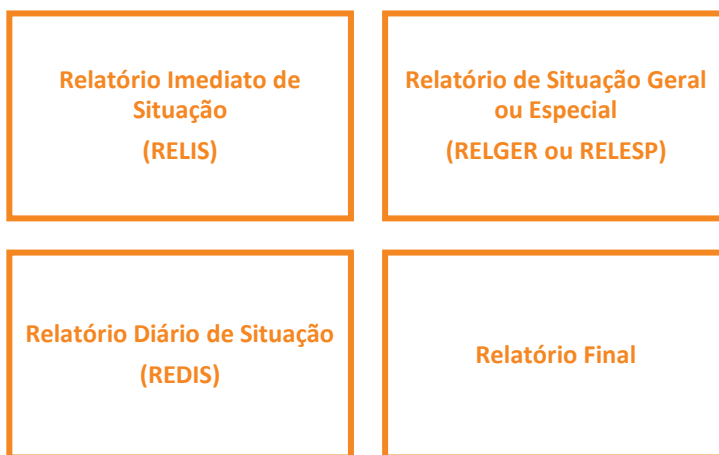 Relatório Imediato de
Situação
(RELIS)
Relatório de Situação Geral
ou Especial
(RELGER ou RELESP)
Relatório Diário de Situação
(REDIS)
Relatório Final